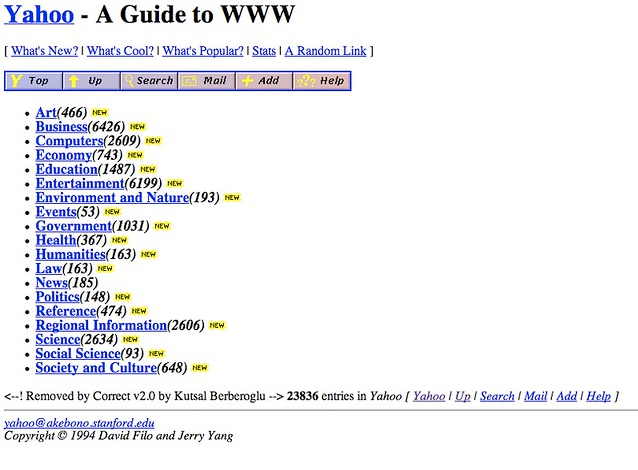 Yahoo - A Guide to WWW
[ What's New? | What's Cool? | What's Popular? | Stats | A Random Link ]
Top Up Search Mail Add Help
Art(466) NEW
Business(6426) NEW
Computers(2609) NEW
Economy(743) NEW
Education(1487) NEW
Entertainment(6199) NEW
Environment and Nature(193) NEW
Events(53) NEW
Government(1031) NEW
Health(367) NEW
Humanities(163) NEW
Law(163) NEW
News(185)
Politics(148) NEW
Reference(474) NEW
Regional Information(2606) NEW
Science(2634) NEW
Social Science(93) NEW
Society and Culture(648) NEW
<--! Removed by Correct v2.0 by Kutsal Berberoglu --> 23836 entries in Yahoo [ Yahoo | Up | Search | Mail | Add | Help ]
yahoo@akebono.stanford.edu
Copyright © 1994 David Filo and Jerry Yang